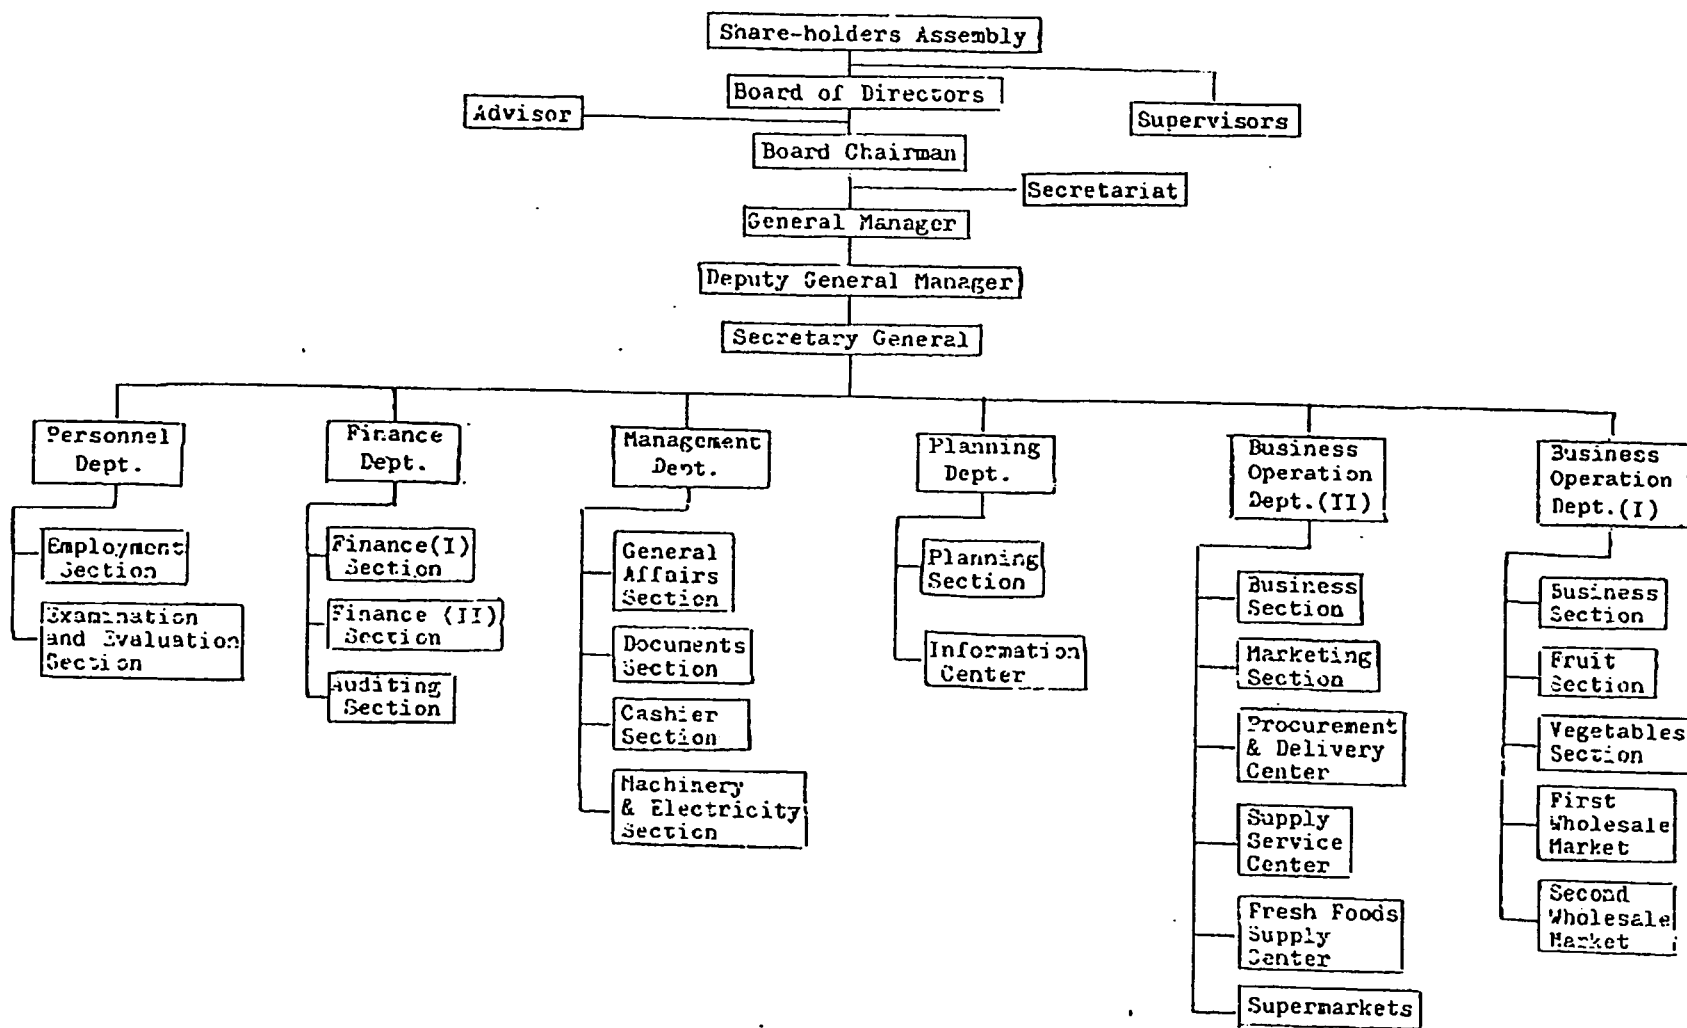 Share-holders Assembly
Board of Directors
Advisor
Supervisors
Board Chairman
Secretariat
General Manager
Deputy General Manager
Secretary General
Personnel
Dept.
Finance
Dept.
Management
Dept.
Planning
Dept.
Business
Operation
Dept.(II)
Business
Operation
Dept.(I)
Employment
Section
Examination
and Evaluation
Section
Finance(I)
Section
Finance (II)
Section
Auditing
Section
General
Affairs
Section
Documents
Section
Cashier
Section
Machinery
& Electricity
Section
Planning
Section
Information
Center
Business
Section
Marketing
Section
Procurement
& Delivery
Center
Supply
Service
Center
Fresh Foods
Supply
Center
Supermarkets
Business
Section
Fruit
Section
Vegetables
Section
First
Wholesale
Market
Second
Wholesale
Market